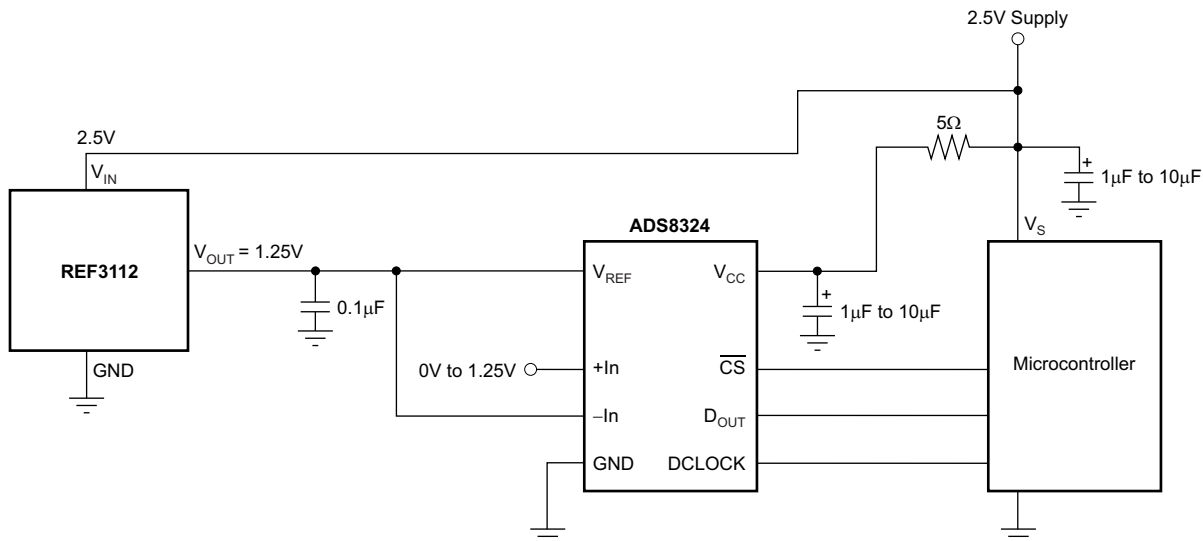 2.5V Supply
5Ω
2.5V
V_IN
1μF to 10μF
V_S
ADS8324
V_OUT = 1.25V
REF3112
V_REF
V_CC
0.1μF
1μF to 10μF
GND
0V to 1.25V
+In
CS
Microcontroller
–In
D_OUT
GND
DCLOCK